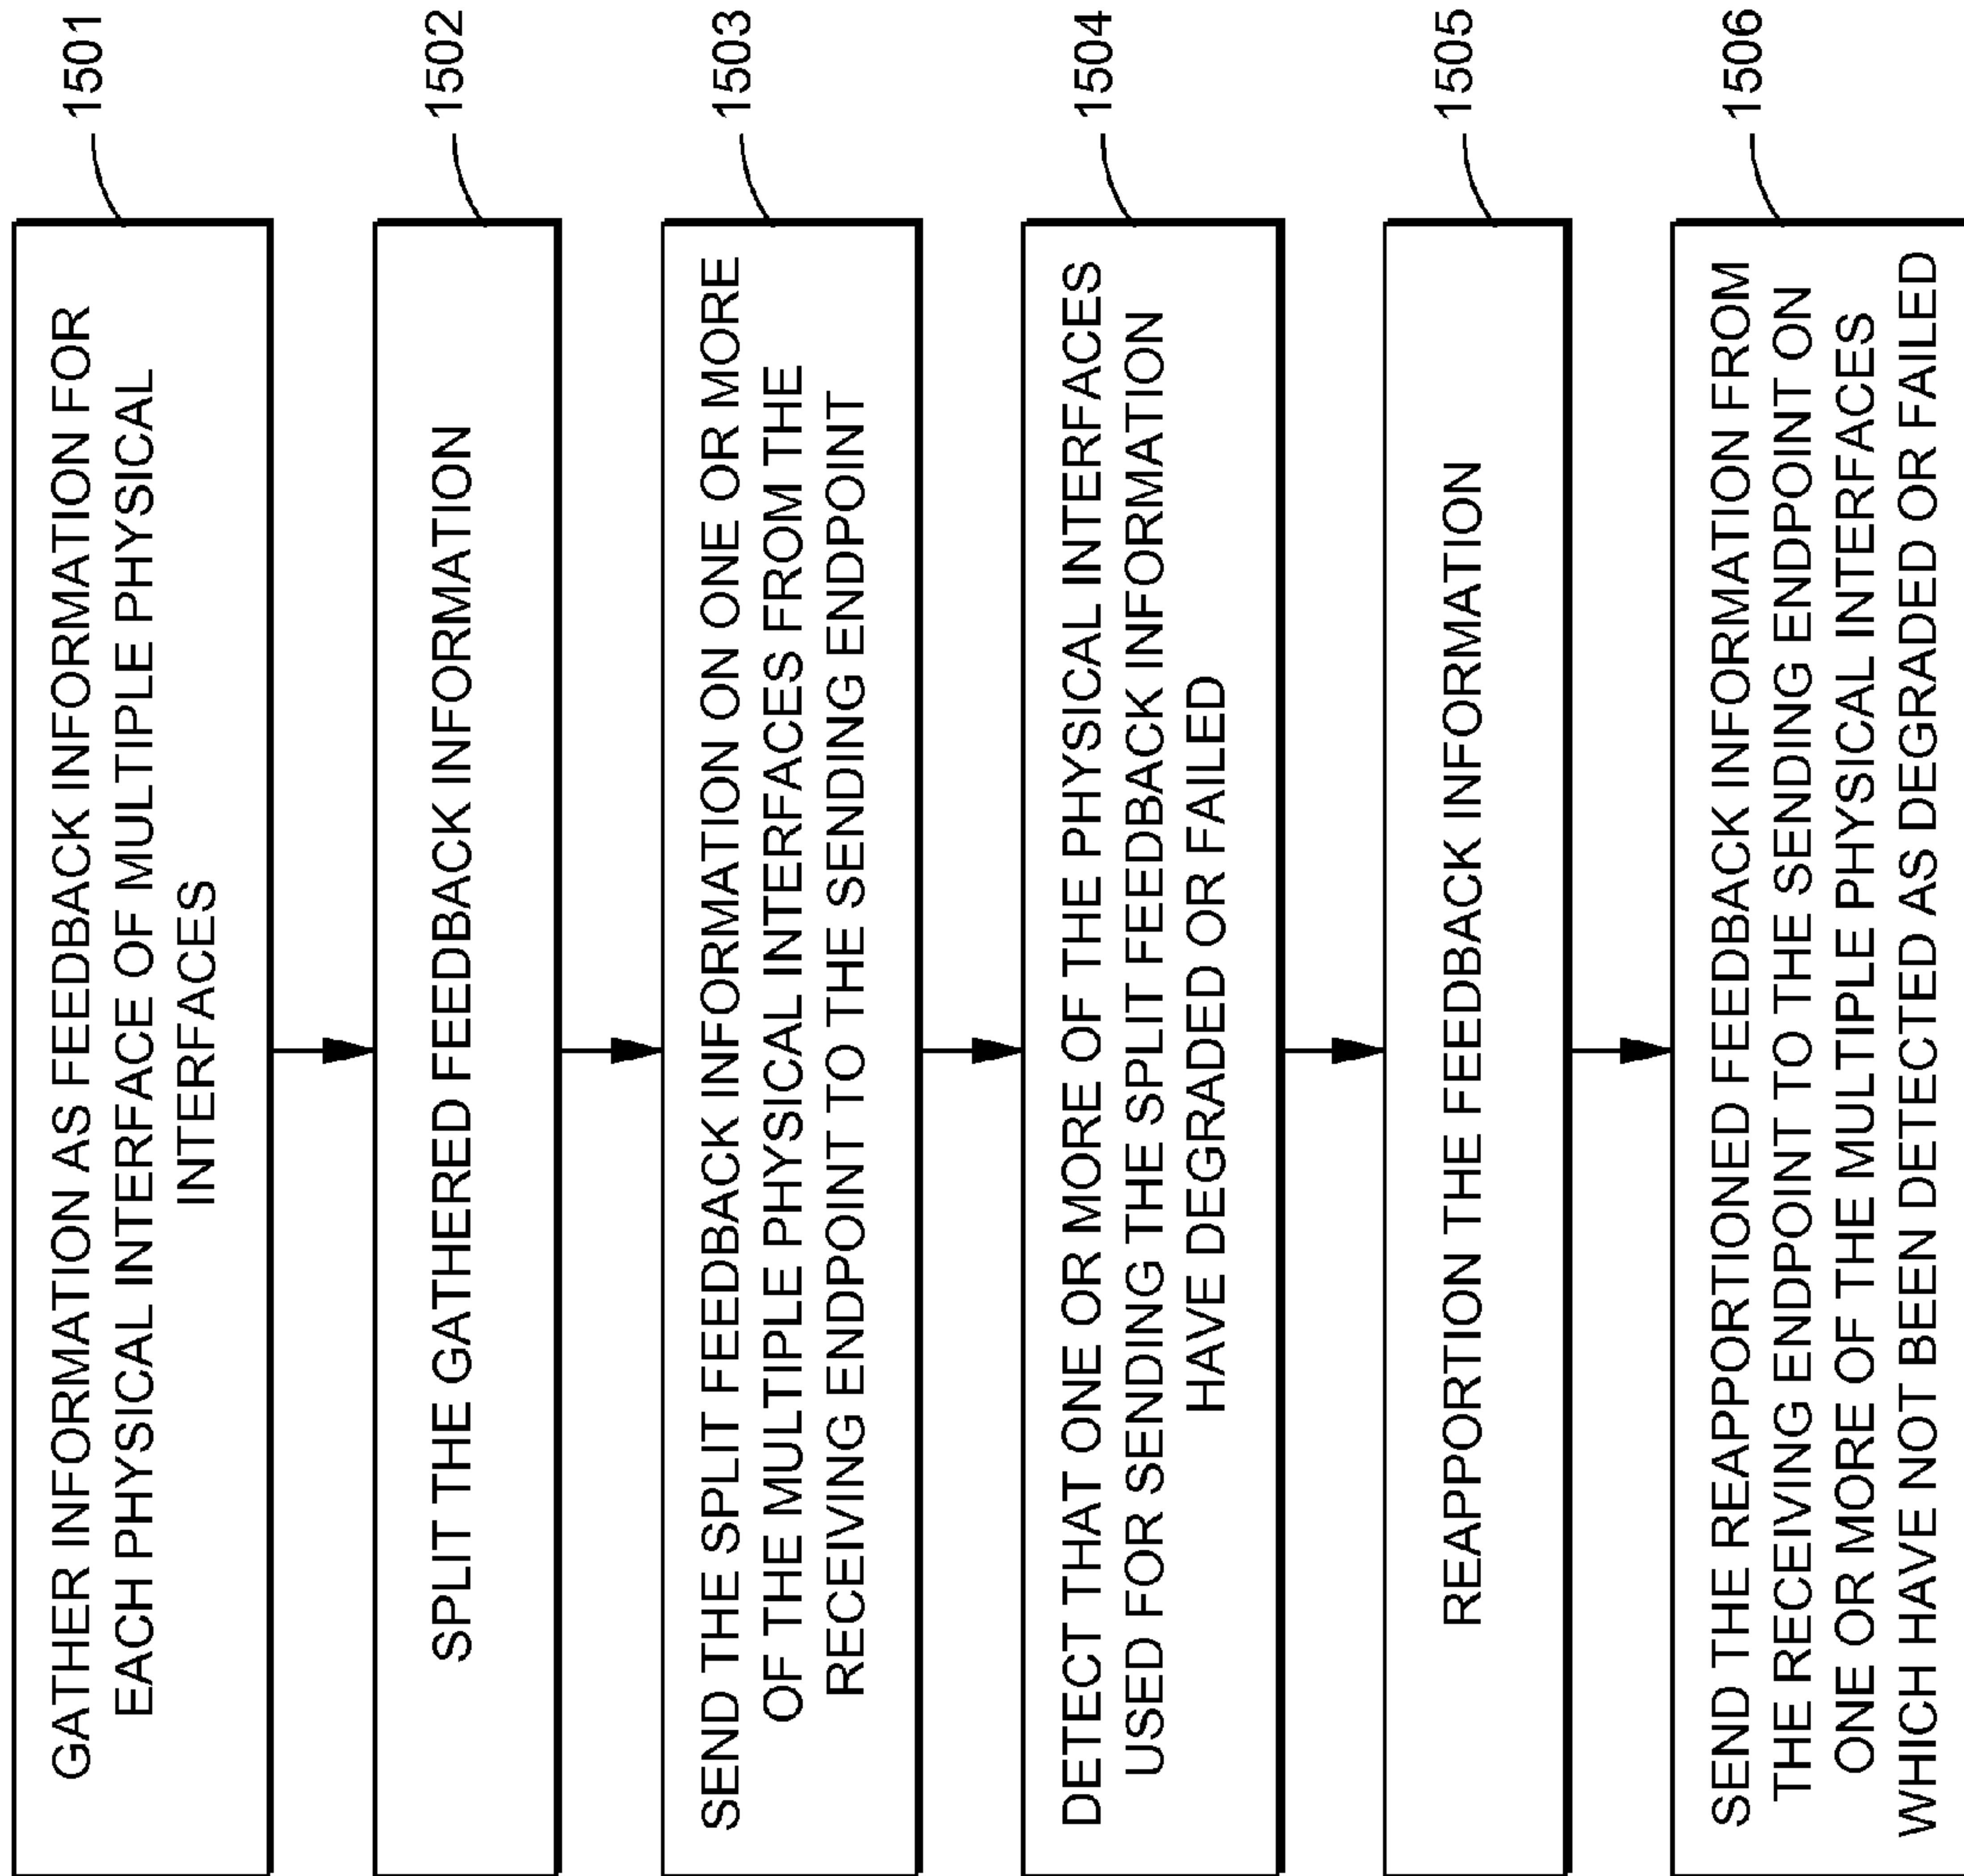 GATHER INFORMATION AS FEEDBACK INFORMATION FOR
EACH PHYSICAL INTERFACE OF MULTIPLE PHYSICAL
INTERFACES
1501
SPLIT THE GATHERED FEEDBACK INFORMATION
1502
SEND THE SPLIT FEEDBACK INFORMATION ON ONE OR MORE
OF THE MULTIPLE PHYSICAL INTERFACES FROM THE
RECEIVING ENDPOINT TO THE SENDING ENDPOINT
1503
DETECT THAT ONE OR MORE OF THE PHYSICAL INTERFACES
USED FOR SENDING THE SPLIT FEEDBACK INFORMATION
HAVE DEGRADED OR FAILED
1504
REAPPORTION THE FEEDBACK INFORMATION
1505
SEND THE REAPPORTIONED FEEDBACK INFORMATION FROM
THE RECEIVING ENDPOINT TO THE SENDING ENDPOINT ON
ONE OR MORE OF THE MULTIPLE PHYSICAL INTERFACES
WHICH HAVE NOT BEEN DETECTED AS DEGRADED OR FAILED
1506